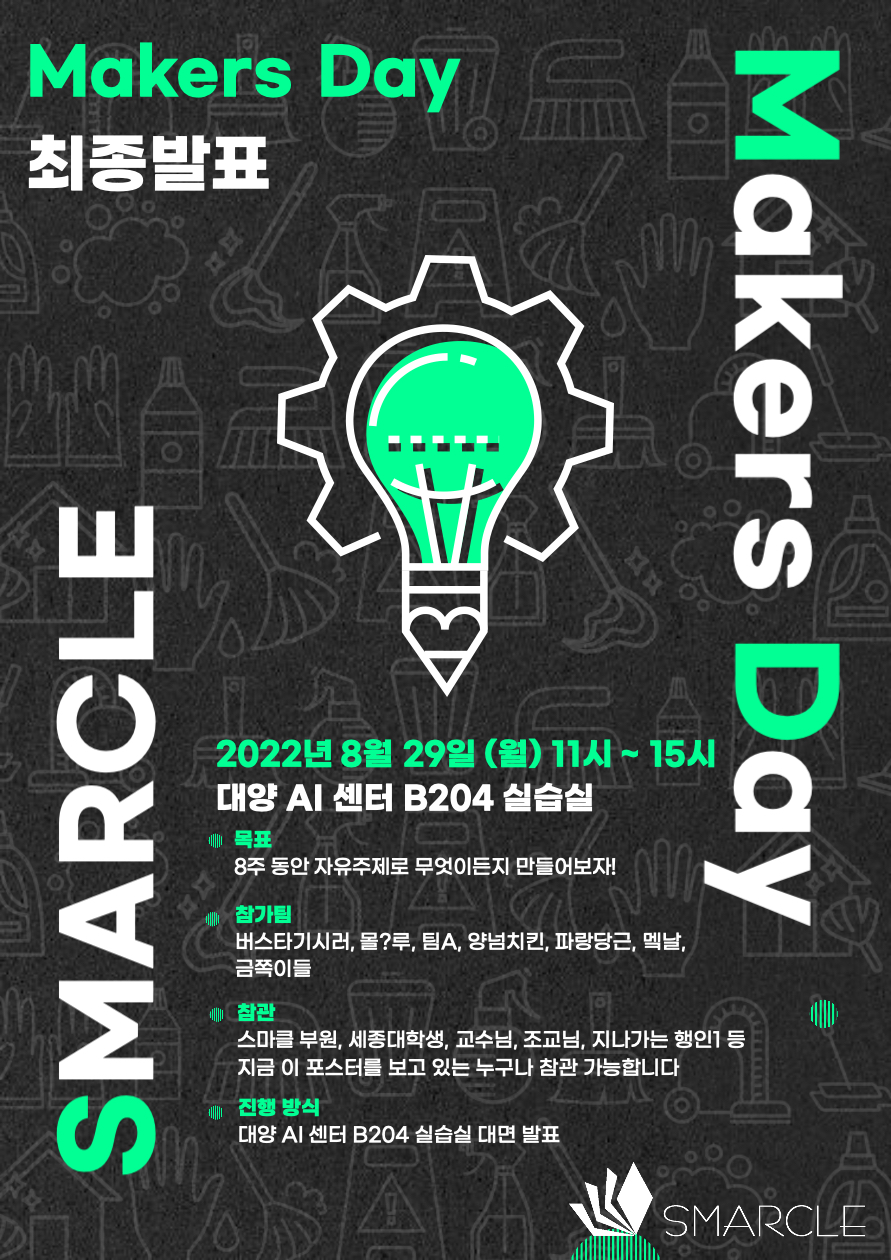 Makers Day
최종발표
Makers Day
SMARCLE
2022년 8월 29일 (월) 11시 ~ 15시
대양 AI 센터 B204 실습실
목표
8주 동안 자유주제로 무엇이든지 만들어보자!
참가팀
버스타기시러, 몰?루, 팀A, 양념치킨, 파랑당근, 멕날,
금쪽이들
참관
스마클 부원, 세종대학생, 교수님, 조교님, 지나가는 행인1 등
지금 이 포스터를 보고 있는 누구나 참관 가능합니다
진행 방식
대양 AI 센터 B204 실습실 대면 발표
SMARCLE